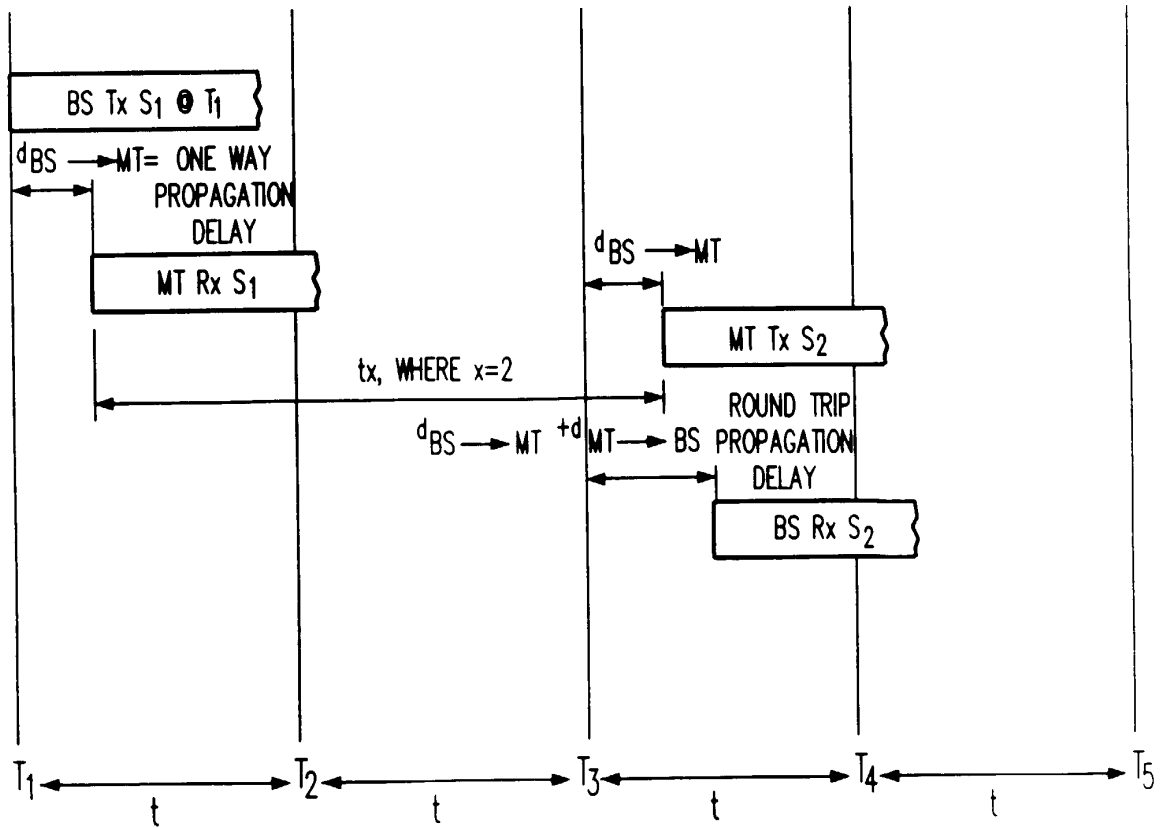 BS Tx S1 @ T1
dBS → MT= ONE WAY
PROPAGATION
DELAY
MT Rx S1
dBS → MT
MT Tx S2
tx, WHERE x=2
dBS → MT +dMT → BS
ROUND TRIP
PROPAGATION
DELAY
BS Rx S2
T1 T2 T3 T4 T5
t t t t